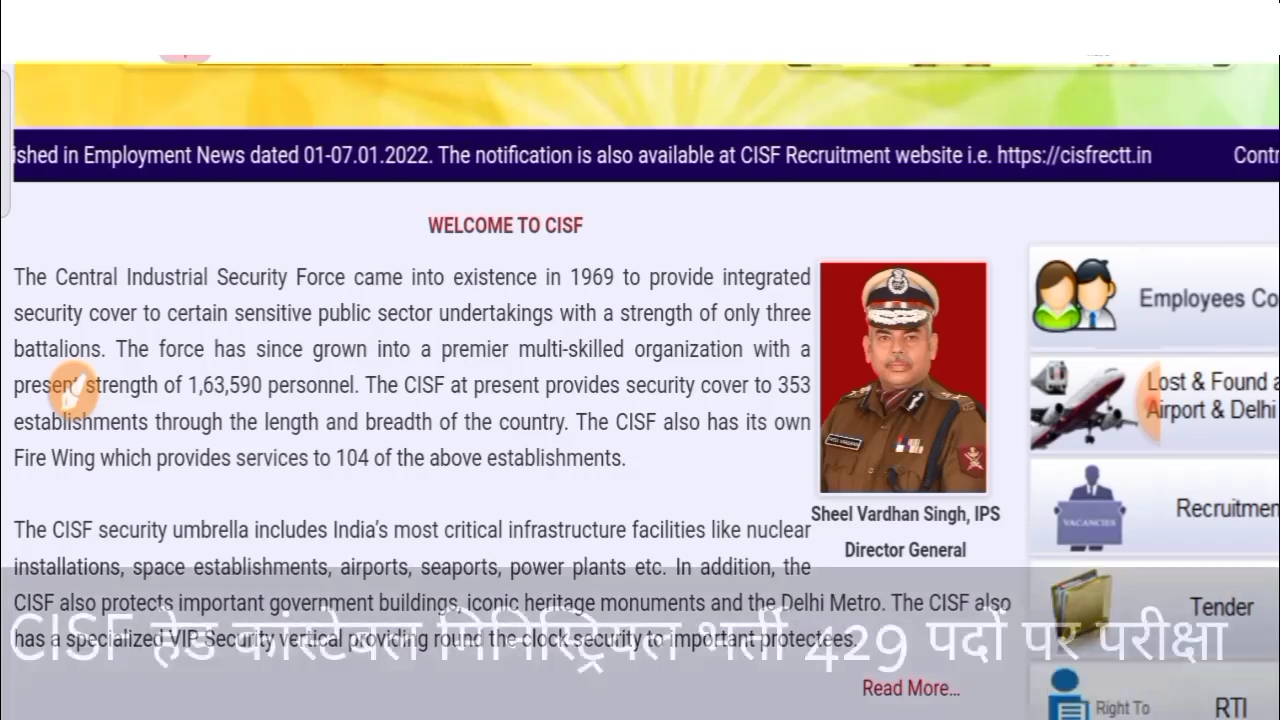 ished in Employment News dated 01-07.01.2022. The notification is also available at CISF Recruitment website i.e. https://cisfrectt.in Contr
WELCOME TO CISF
The Central Industrial Security Force came into existence in 1969 to provide integrated
security cover to certain sensitive public sector undertakings with a strength of only three
battalions. The force has since grown into a premier multi-skilled organization with a
present strength of 1,63,590 personnel. The CISF at present provides security cover to 353
establishments through the length and breadth of the country. The CISF also has its own
Fire Wing which provides services to 104 of the above establishments.
The CISF security umbrella includes India's most critical infrastructure facilities like nuclear
installations, space establishments, airports, seaports, power plants etc. In addition, the
CISF also protects important government buildings, iconic heritage monuments and the Delhi Metro. The CISF also
has a specialized VIP Security vertical providing round the clock security to important protectees.
Read More...
Sheel Vardhan Singh, IPS
Director General
Employees Co
Lost & Found a
Airport & Delhi
VACANCIES
Recruitmen
Tender
Right To
RTI
CISF हेड कांस्टेबल मिनिस्ट्रियल भर्ती 429 पदों पर परीक्षा